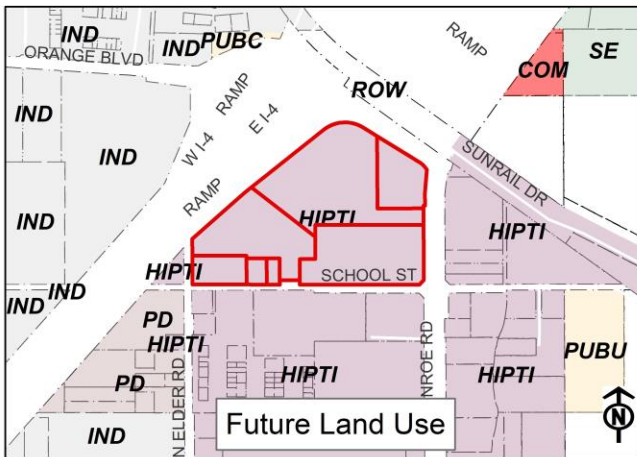 IND
ORANGE BLVD
IND
PUBC
RAMP
COM
SE
IND
RAMP
ROW
W I-4
E I-4
IND
SUNRAIL DR
RAMP
IND
HIPTI
HIPTI
HIPTI
SCHOOL ST
IND
IND
PD
HIPTI
PD
HIPTI
HIPTI
PUBU
N ELDER RD
NROE RD
IND
Future Land Use
N